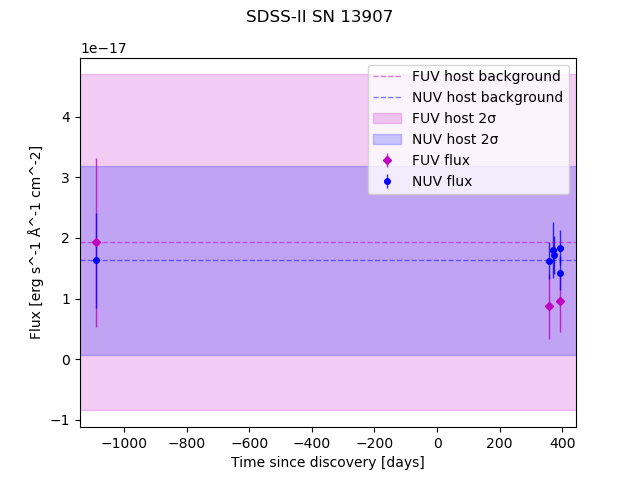 SDSS-II SN 13907
1e−17
FUV host background
NUV host background
FUV host 2σ
NUV host 2σ
FUV flux
NUV flux
4
3
2
1
0
−1
Flux [erg s^-1 Å^-1 cm^-2]
−1000 −800 −600 −400 −200 0 200 400
Time since discovery [days]